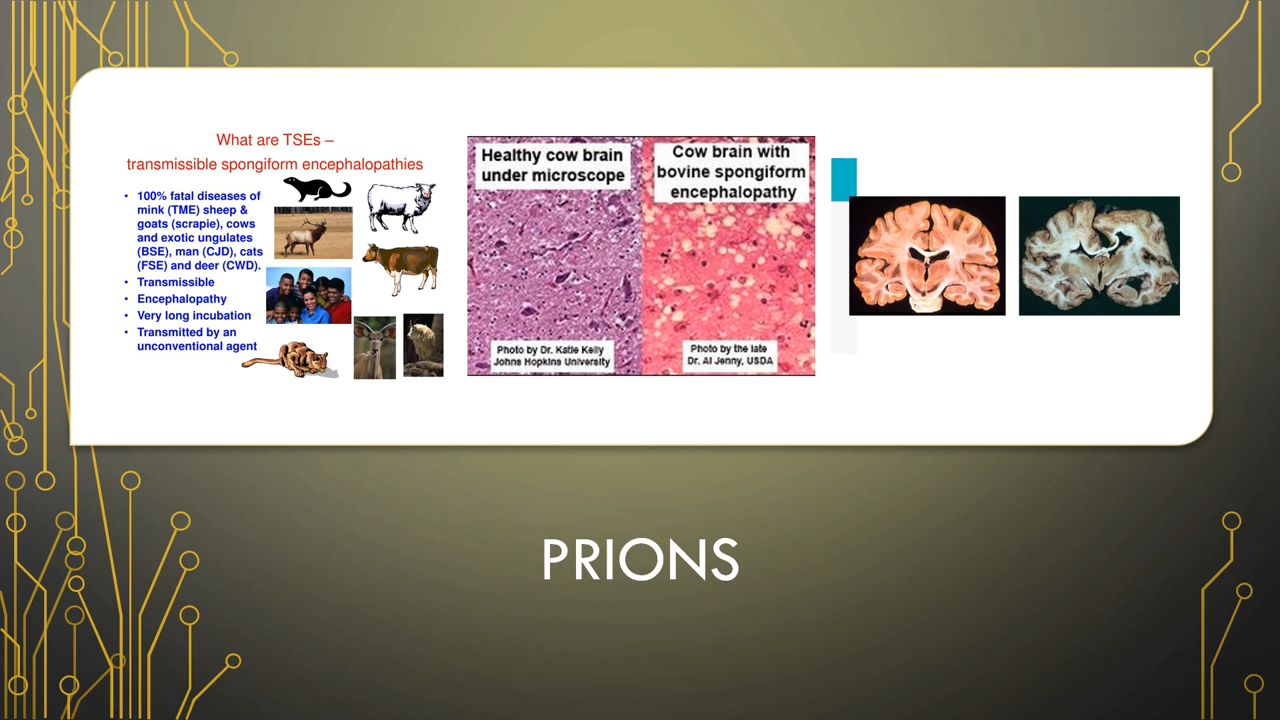 What are TSEs –
transmissible spongiform encephalopathies
• 100% fatal diseases of
mink (TME) sheep &
goats (scrapie), cows
and exotic ungulates
(BSE), man (CJD), cats
(FSE) and deer (CWD).
• Transmissible
• Encephalopathy
• Very long incubation
• Transmitted by an
unconventional agent
Healthy cow brain
under microscope
Photo by Dr. Katie Kelly
Johns Hopkins University
Cow brain with
bovine spongiform
encephalopathy
Photo by the late
Dr. Al Jenny, USDA
PRIONS